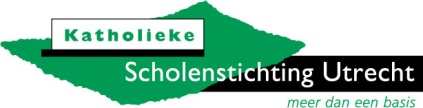 Katholieke
Scholenstichting Utrecht
meer dan een basis